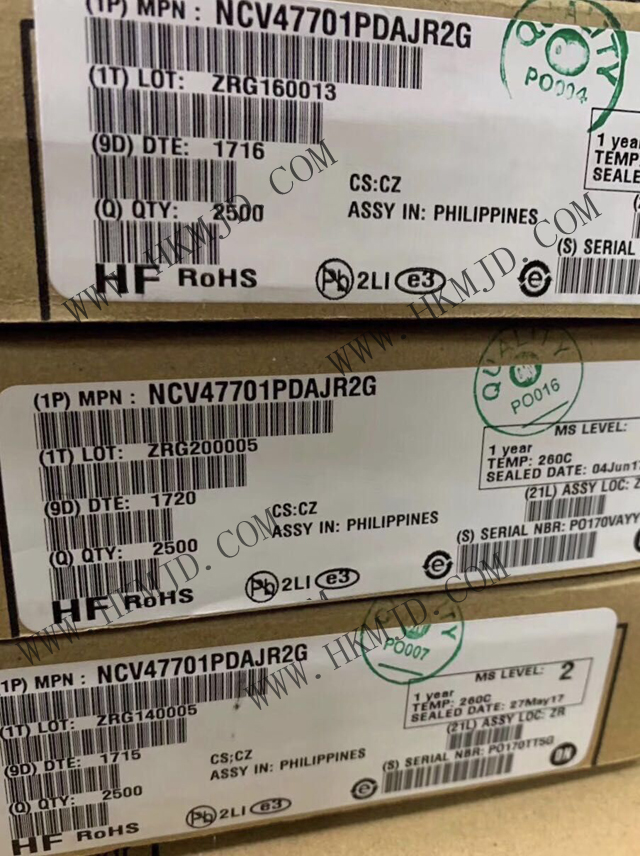 (1P) MPN : NCV47701PDAJR2G
(1T) LOT: ZRG160013
(9D) DTE: 1716
(Q) QTY: 2500
CS:CZ
ASSY IN: PHILIPPINES
HF RoHS
Pb 2LI e3 e
QUALITY
PO004
1 yea
TEMP
SEALE
(S) SERIAL
(1P) MPN : NCV47701PDAJR2G
(1T) LOT: ZRG200005
(9D) DTE: 1720
(Q) QTY: 2500
CS:CZ
ASSY IN: PHILIPPINES
HF RoHS
Pb 2LI e3 e
QUALITY
PO016
MS LEVEL:
1 year
TEMP: 260C
SEALED DATE: 04Jun1
(21L) ASSY LOC: Z
(S) SERIAL NBR: PO170VAYY
1P) MPN : NCV47701PDAJR2G
(1T) LOT: ZRG140005
(9D) DTE: 1715
(Q) QTY: 2500
CS:CZ
ASSY IN: PHILIPPINES
HF RoHS
Pb 2LI e3 e
PO007
MS LEVEL: 2
1 year
TEMP: 260C
SEALED DATE: 27May17
(21L) ASSY LOC: ZR
(S) SERIAL NBR: PO170TTSG
WWW.HKMJD.COM
WWW.HKMJD.COM
WWW.HKMJD.COM
WWW.HKMJD.COM